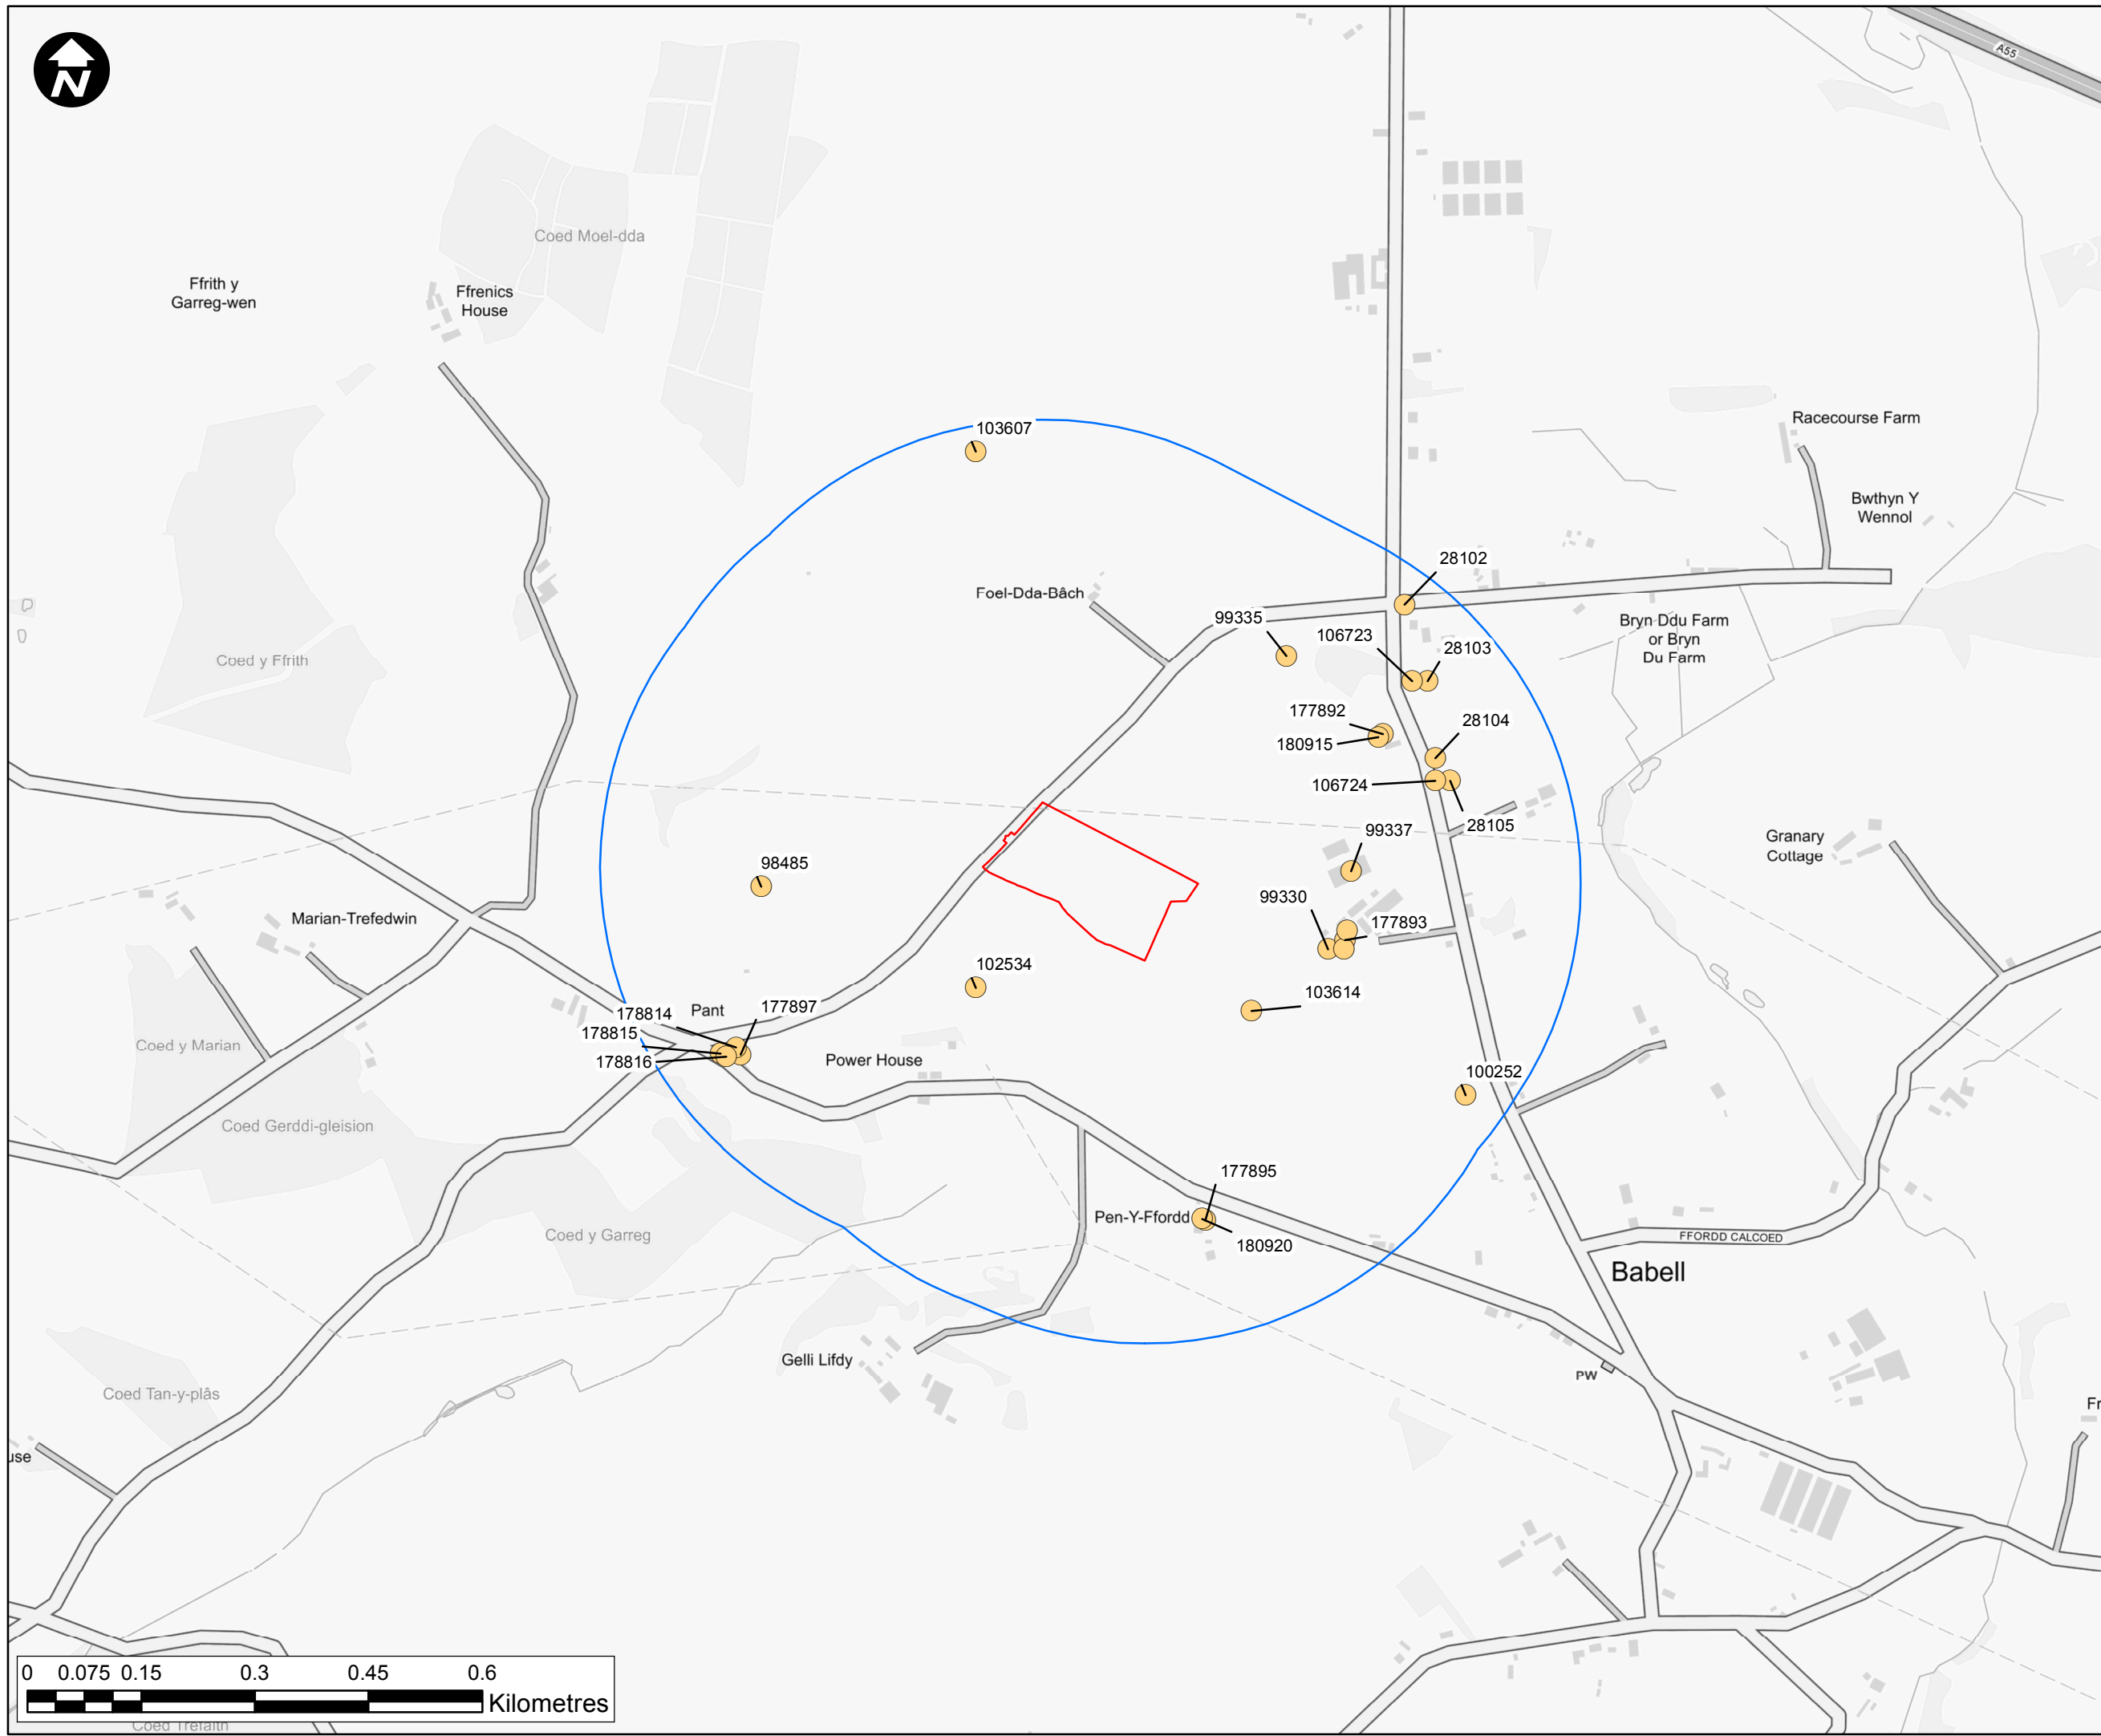 N
A55
Coed Moel-dda
Ffrith y
Garreg-wen
Ffrenics
House
103607
Racecourse Farm
Bwthyn Y
Wennol
28102
Foel-Dda-Bâch
99335
106723
28103
Bryn Ddu Farm
or Bryn
Du Farm
Coed y Ffrith
177892
28104
180915
106724
28105
99337
Granary
Cottage
98485
99330
177893
Marian-Trefedwin
102534
103614
178814
Pant
177897
178815
178816
Coed y Marian
Power House
100252
Coed Gerddi-gleision
177895
Pen-Y-Ffordd
Coed y Garreg
180920
FFORDD CALCOED
Babell
Gelli Lifdy
PW
Coed Tan-y-plâs
Fr
use
0 0.075 0.15 0.3 0.45 0.6
Kilometres
Coed Trefaith